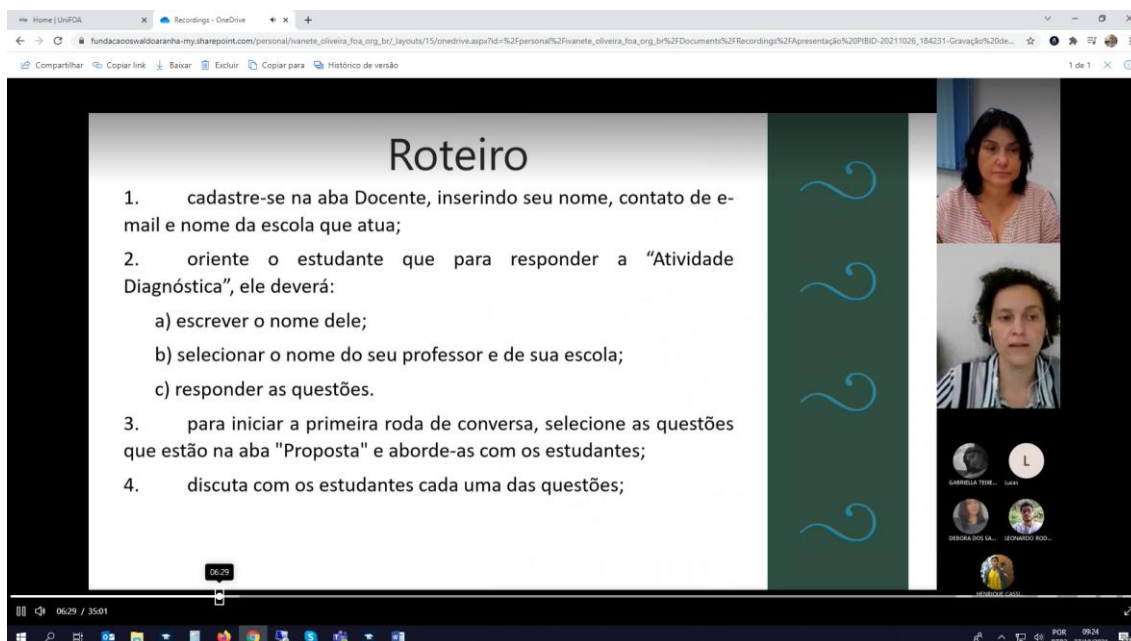 Home | UniFOA
Recordings - OneDrive
fundacaooswaldoaranha-my.sharepoint.com/personal/ivanete_oliveira_foa_org_br/_layouts/15/onedrive.aspx?id=%2Fpersonal%2Fivanete_oliveira_foa_org_br%2FDocuments%2FRecordings%2FApresentação%20PIBID-20211026_184231-Gravação%20de...
Compartilhar Copiar link Baixar Excluir Copiar para Histórico de versão
1 de 1
Roteiro
1. cadastre-se na aba Docente, inserindo seu nome, contato de e-
mail e nome da escola que atua;
2. oriente o estudante que para responder a “Atividade
Diagnóstica”, ele deverá:
a) escrever o nome dele;
b) selecionar o nome do seu professor e de sua escola;
c) responder as questões.
3. para iniciar a primeira roda de conversa, selecione as questões
que estão na aba "Proposta" e aborde-as com os estudantes;
4. discuta com os estudantes cada uma das questões;
L
GABRIELLA TEIXE... Lucas
DEBORA DOS SA... LEONARDO ROD...
HENRIQUE CASSI...
06:29
06:29 / 35:01
POR 09:24